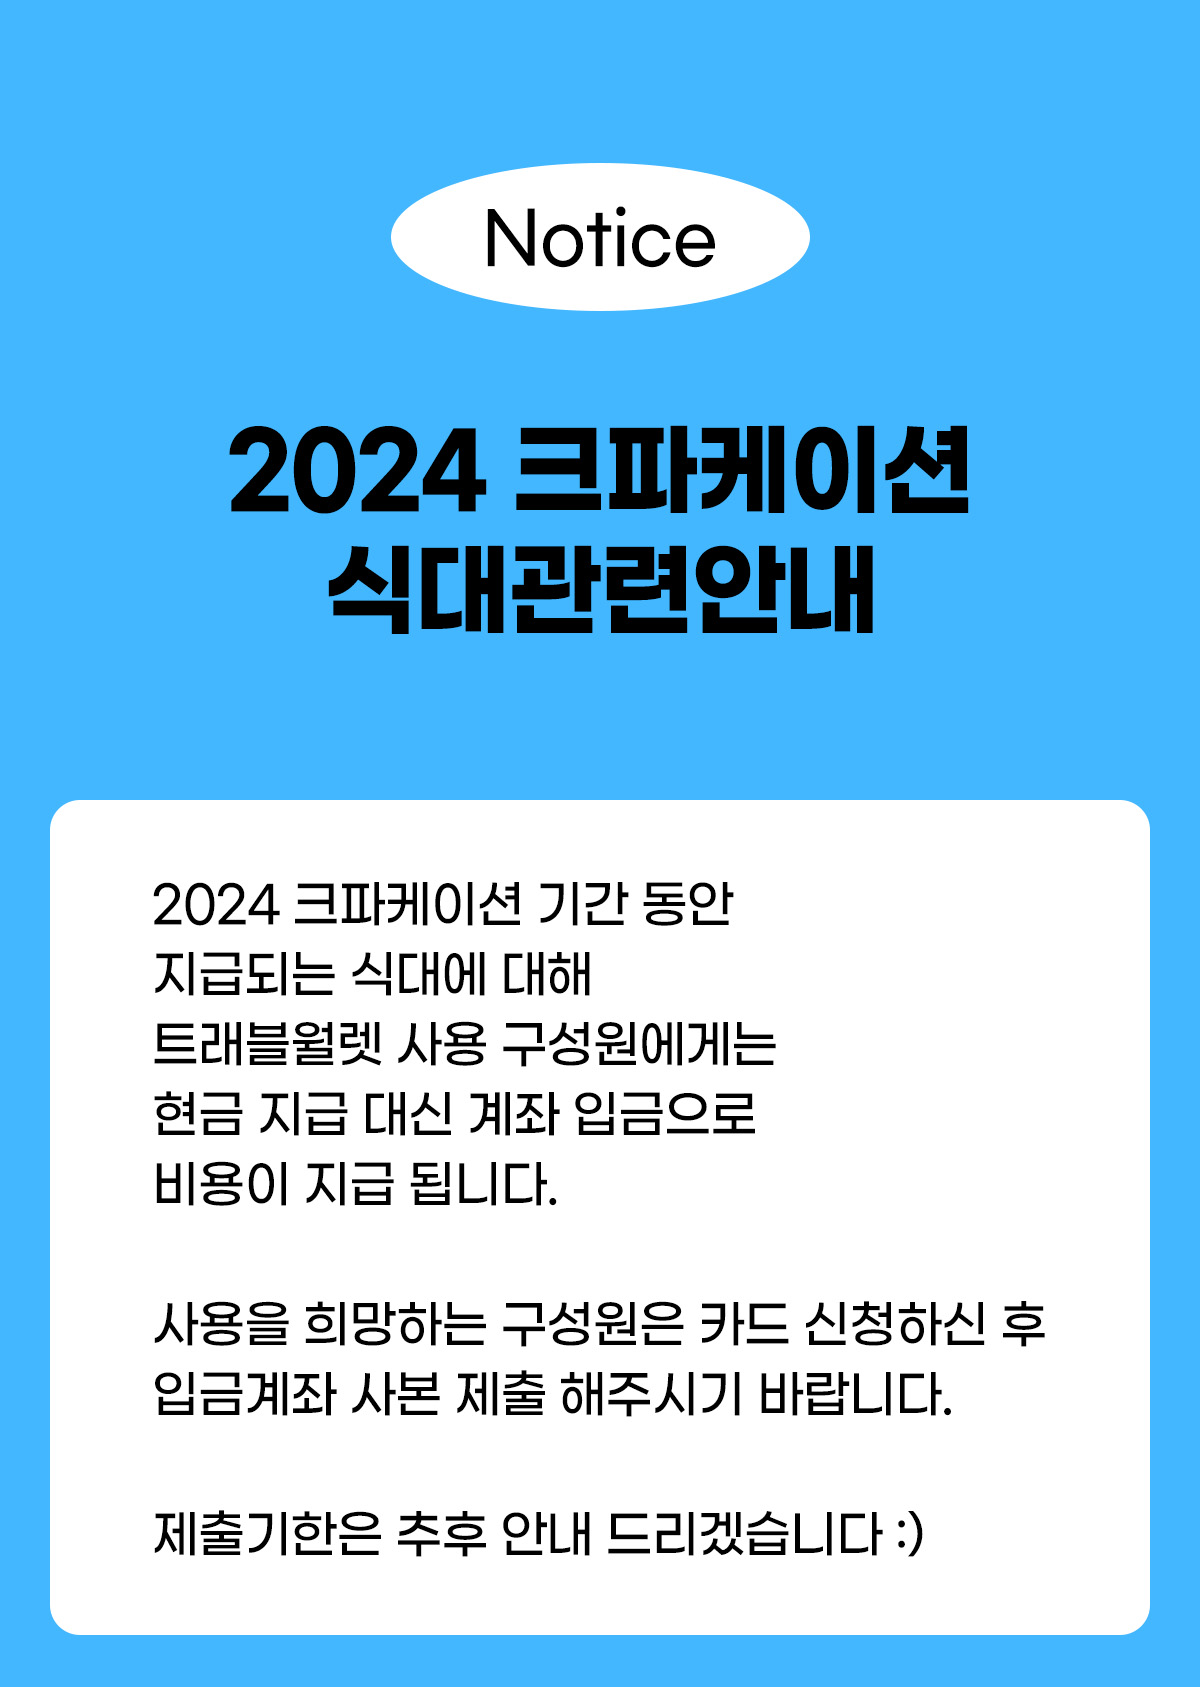 Notice
2024 크파케이션
식대관련안내
2024 크파케이션 기간 동안
지급되는 식대에 대해
트래블월렛 사용 구성원에게는
현금 지급 대신 계좌 입금으로
비용이 지급 됩니다.
사용을 희망하는 구성원은 카드 신청하신 후
입금계좌 사본 제출 해주시기 바랍니다.
제출기한은 추후 안내 드리겠습니다 :)